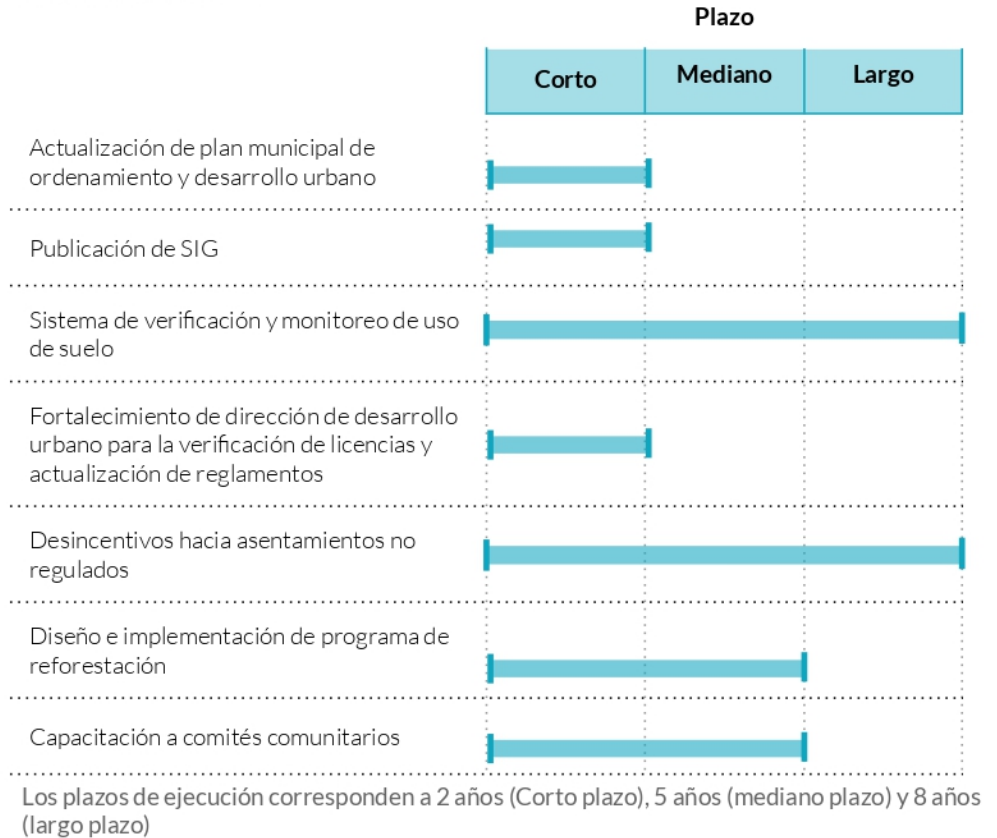 Plazo
Corto
Mediano
Largo
Actualización de plan municipal de
ordenamiento y desarrollo urbano
Publicación de SIG
Sistema de verificación y monitoreo de uso
de suelo
Fortalecimiento de dirección de desarrollo
urbano para la verificación de licencias y
actualización de reglamentos
Desincentivos hacia asentamientos no
regulados
Diseño e implementación de programa de
reforestación
Capacitación a comités comunitarios
Los plazos de ejecución corresponden a 2 años (Corto plazo), 5 años (mediano plazo) y 8 años
(largo plazo)